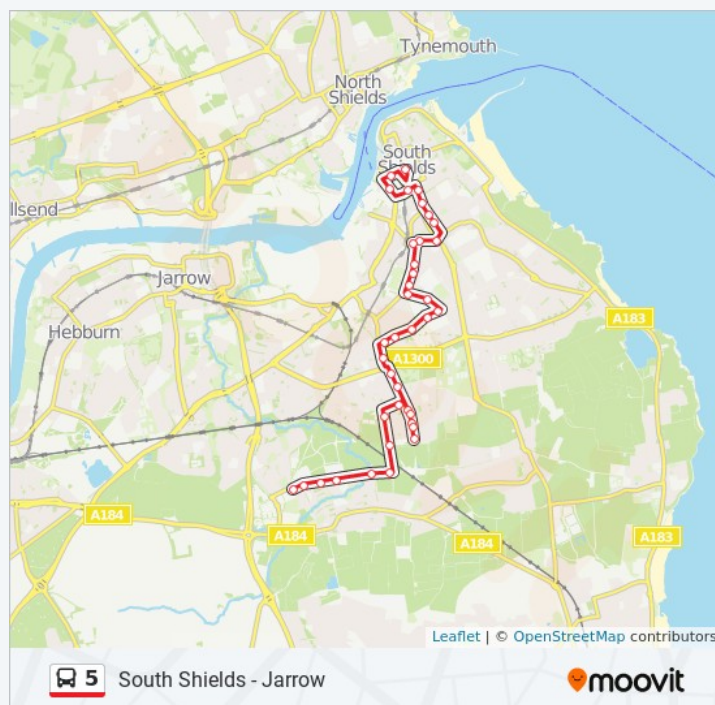 Tynemouth
North
Shields
South
Shields
llsend
Jarrow
Hebburn
A183
A1300
A184
A184
A184
A183
Leaflet | © OpenStreetMap contributors
5 South Shields - Jarrow
moovit